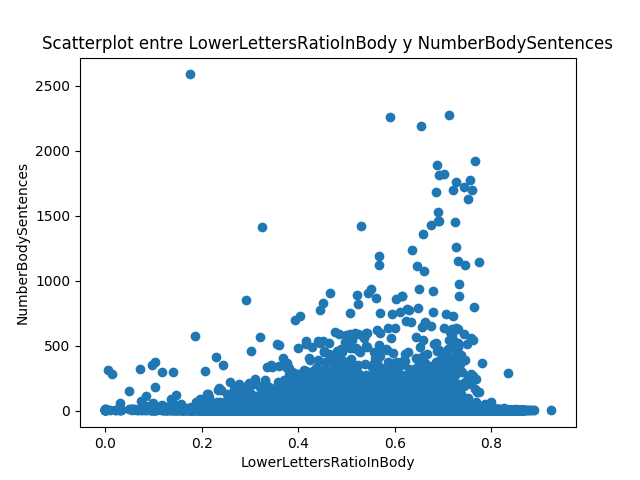 Scatterplot entre LowerLettersRatioInBody y NumberBodySentences
NumberBodySentences
2500
2000
1500
1000
500
0
0.0 0.2 0.4 0.6 0.8
LowerLettersRatioInBody